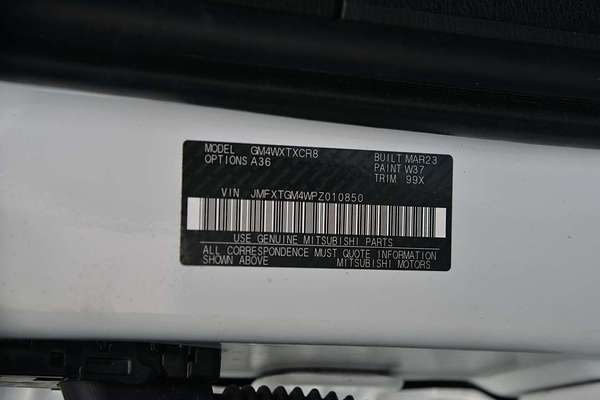 MODEL GM4WXTXCR8 BUILT MAR23
OPTIONS A36 PAINT W37
TRIM 99X
VIN JMFXTGM4WPZ010850
USE GENUINE MITSUBISHI PARTS
ALL CORRESPONDENCE MUST QUOTE INFORMATION
SHOWN ABOVE MITSUBISHI MOTORS